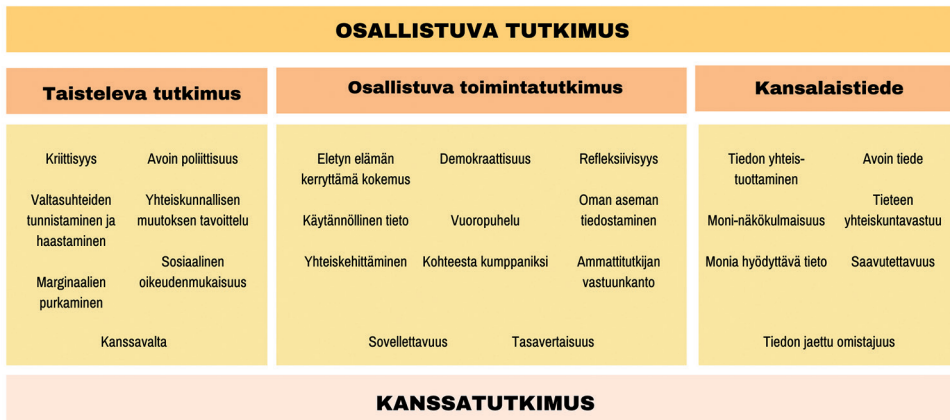 OSALLISTUVA TUTKIMUS
Taisteleva tutkimus
Kriittisyys
Valtasuhteiden
tunnistaminen ja
haastaminen
Marginaalien
purkaminen
Avoin poliittisuus
Yhteiskunnallisen
muutoksen tavoittelu
Sosiaalinen
oikeudenmukaisuus
Kanssavalta
Osallistuva toimintatutkimus
Eletyn elämän
kerryttämä kokemus
Käytännöllinen tieto
Yhteiskehittäminen
Demokraattisuus
Vuoropuhelu
Kohteesta kumppaniksi
Refleksiivisyys
Oman aseman
tiedostaminen
Ammattitutkijan
vastuunkanto
Sovellettavuus
Tasavertaisuus
Kansalaistiede
Tiedon yhteis-
tuottaminen
Moni-näkökulmaisuus
Monia hyödyttävä tieto
Avoin tiede
Tieteen
yhteiskuntavastuu
Saavutettavuus
Tiedon jaettu omistajuus
KANSSATUTKIMUS